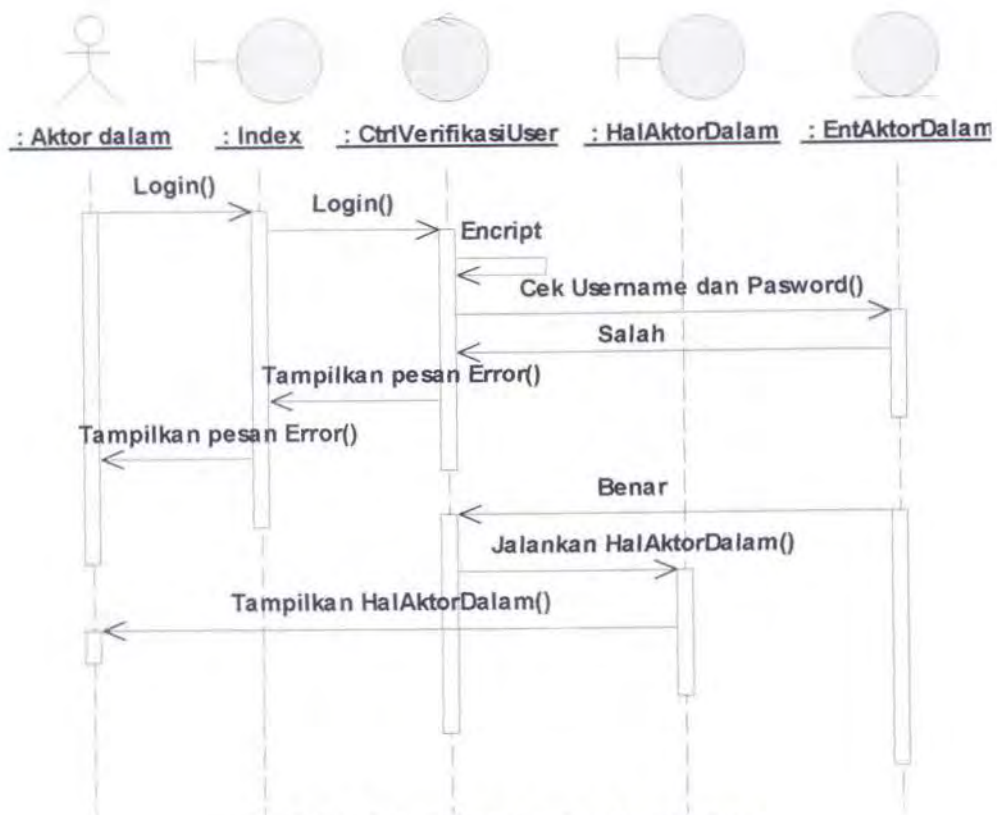 : Aktor dalam
: Index
: CtrlVerifikasiUser
: HalAktorDalam
: EntAktorDalam
Login()
Login()
Encript
Cek Username dan Pasword()
Salah
Tampilkan pesan Error()
Tampilkan pesan Error()
Benar
Jalankan HalAktorDalam()
Tampilkan HalAktorDalam()